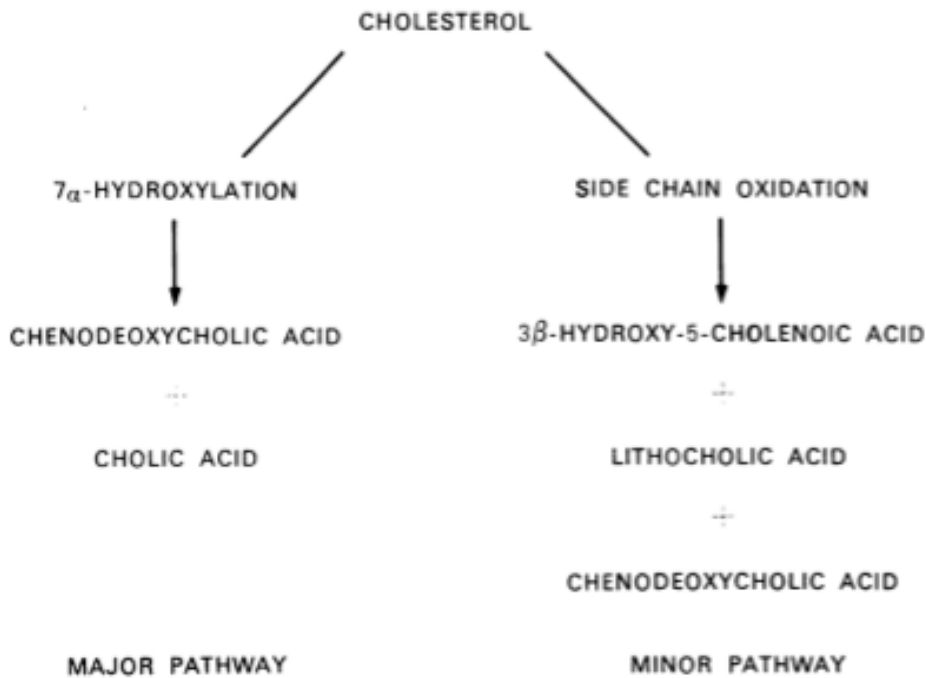 CHOLESTEROL
7α-HYDROXYLATION
SIDE CHAIN OXIDATION
CHENODEOXYCHOLIC ACID
3β-HYDROXY-5-CHOLENOIC ACID
+
+
CHOLIC ACID
LITHOCHOLIC ACID
+
CHENODEOXYCHOLIC ACID
MAJOR PATHWAY
MINOR PATHWAY